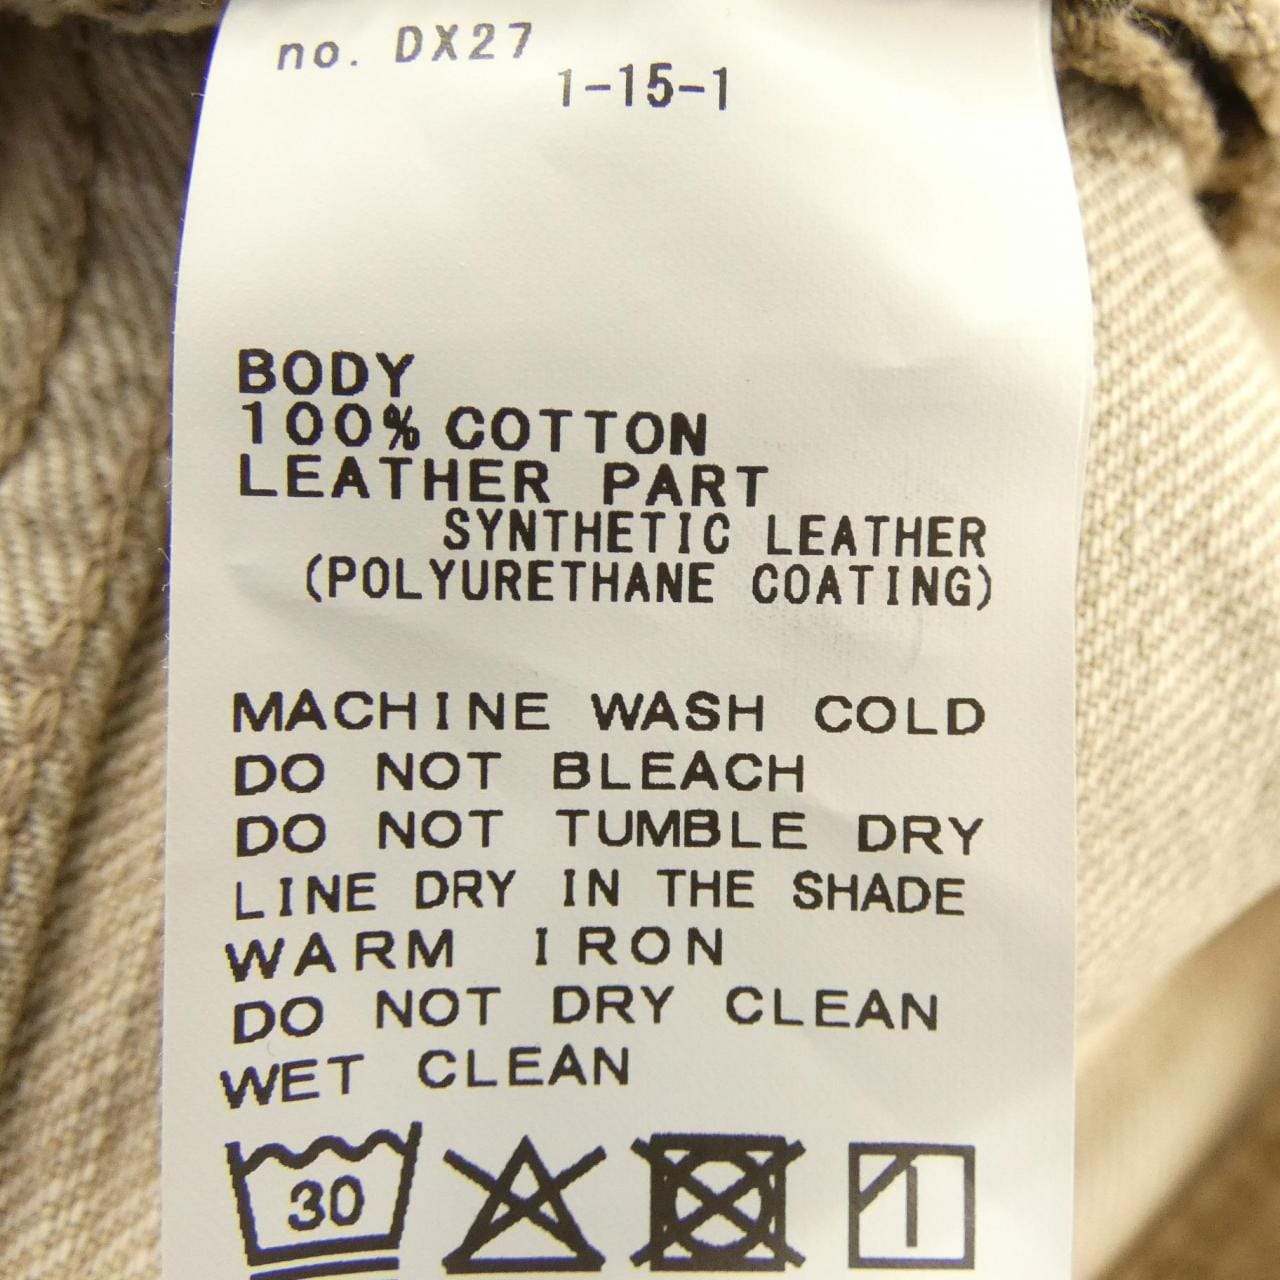 no. DX27
1-15-1
BODY
100% COTTON
LEATHER PART
SYNTHETIC LEATHER
(POLYURETHANE COATING)
MACHINE WASH COLD
DO NOT BLEACH
DO NOT TUMBLE DRY
LINE DRY IN THE SHADE
WARM IRON
DO NOT DRY CLEAN
WET CLEAN
30